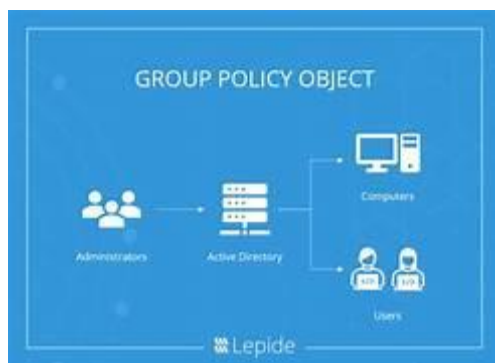 GROUP POLICY OBJECT
Computers
Administrators
Active Directory
Users
Lepide